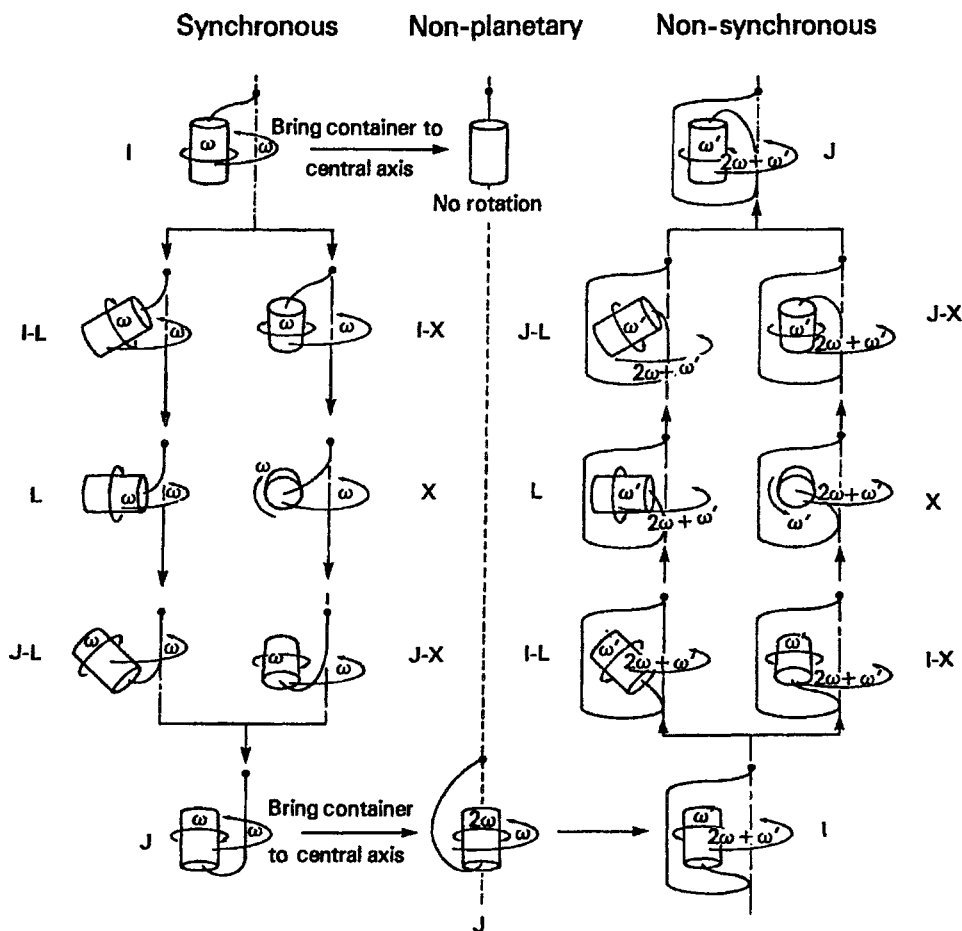 Synchronous Non-planetary Non-synchronous
I
ω
ω
Bring container to
central axis
No rotation
ω'
2ω + ω'
J
I-L
ω
ω
ω
ω
I-X
J-L
ω'
2ω + ω'
ω'
2ω + ω'
J-X
L
ω
ω
ω
ω
X
L
ω'
2ω + ω'
2ω + ω'
ω'
X
J-L
ω
ω
ω
ω
J-X
I-L
ω'
2ω + ω'
ω'
2ω + ω'
I-X
J
ω
ω
Bring container
to central axis
2ω
ω
J
ω'
2ω + ω'
I